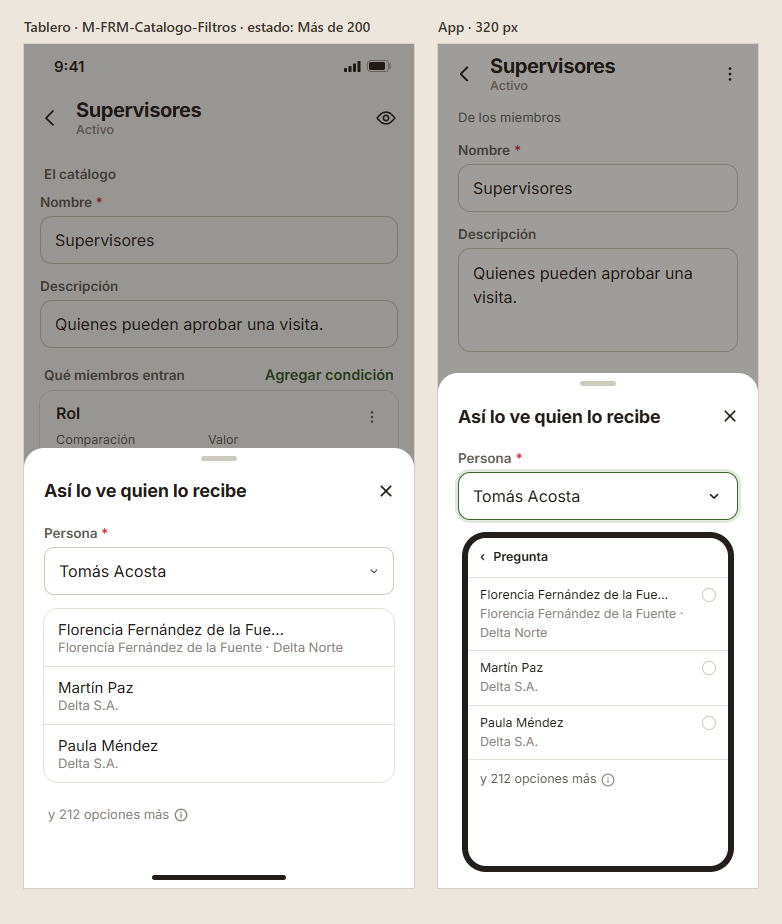 Tablero · M-FRM-Catalogo-Filtros · estado: Más de 200
9:41
Supervisores
Activo
El catálogo
Nombre *
Supervisores
Descripción
Quienes pueden aprobar una visita.
Qué miembros entran
Agregar condición
Rol
Comparación
Valor
Así lo ve quien lo recibe
Persona *
Tomás Acosta
Florencia Fernández de la Fue...
Florencia Fernández de la Fuente · Delta Norte
Martín Paz
Delta S.A.
Paula Méndez
Delta S.A.
y 212 opciones más
App · 320 px
Supervisores
Activo
De los miembros
Nombre *
Supervisores
Descripción
Quienes pueden aprobar una
visita.
Así lo ve quien lo recibe
Persona *
Tomás Acosta
Pregunta
Florencia Fernández de la Fue...
Florencia Fernández de la Fuente ·
Delta Norte
Martín Paz
Delta S.A.
Paula Méndez
Delta S.A.
y 212 opciones más